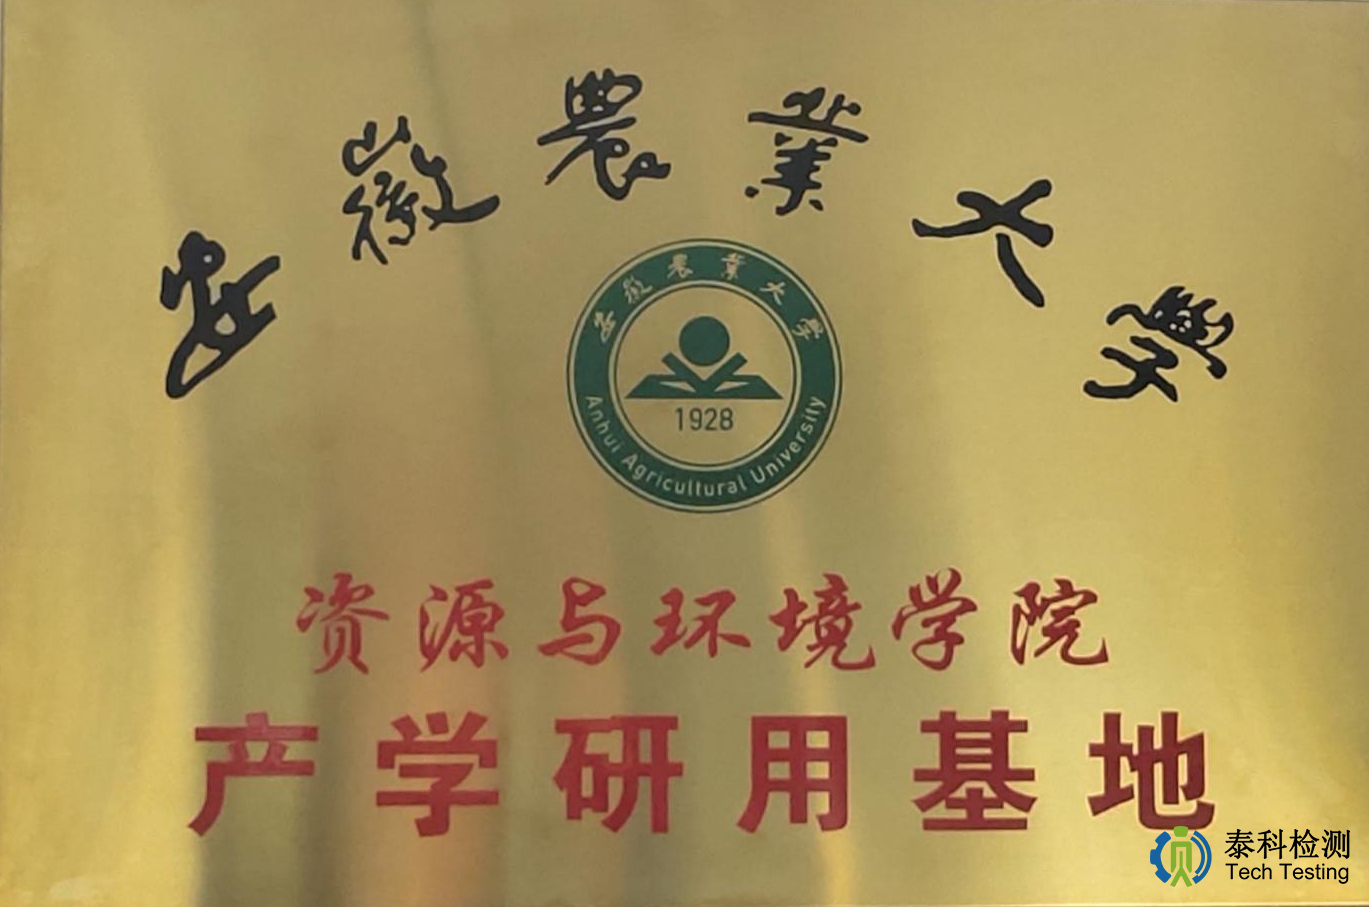 安徽農業大學
安徽農業大學
1928
Anhui Agricultural University
资源与环境学院
产学研用基地
泰科检测
Tech Testing